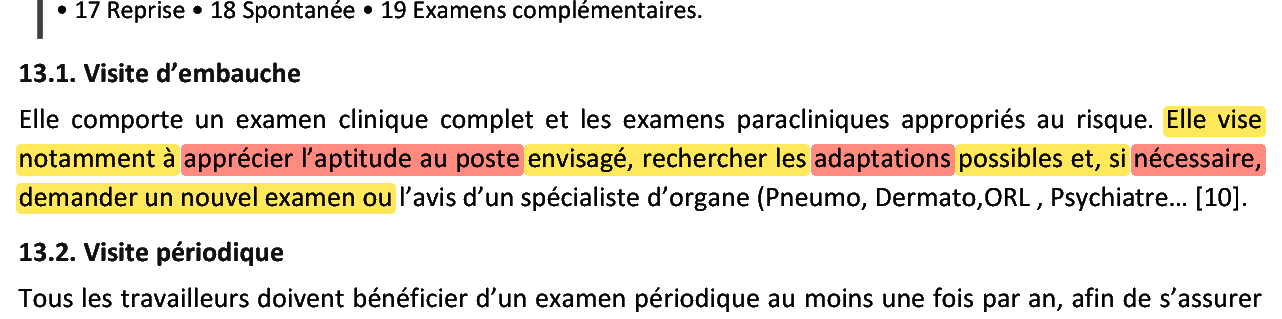 • 17 Reprise • 18 Spontanée • 19 Examens complémentaires.
13.1. Visite d’embauche
Elle comporte un examen clinique complet et les examens paracliniques appropriés au risque. Elle vise
notamment à apprécier l’aptitude au poste envisagé, rechercher les adaptations possibles et, si nécessaire,
demander un nouvel examen ou l’avis d’un spécialiste d’organe (Pneumo, Dermato,ORL , Psychiatre… [10].
13.2. Visite périodique
Tous les travailleurs doivent bénéficier d’un examen périodique au moins une fois par an, afin de s’assurer